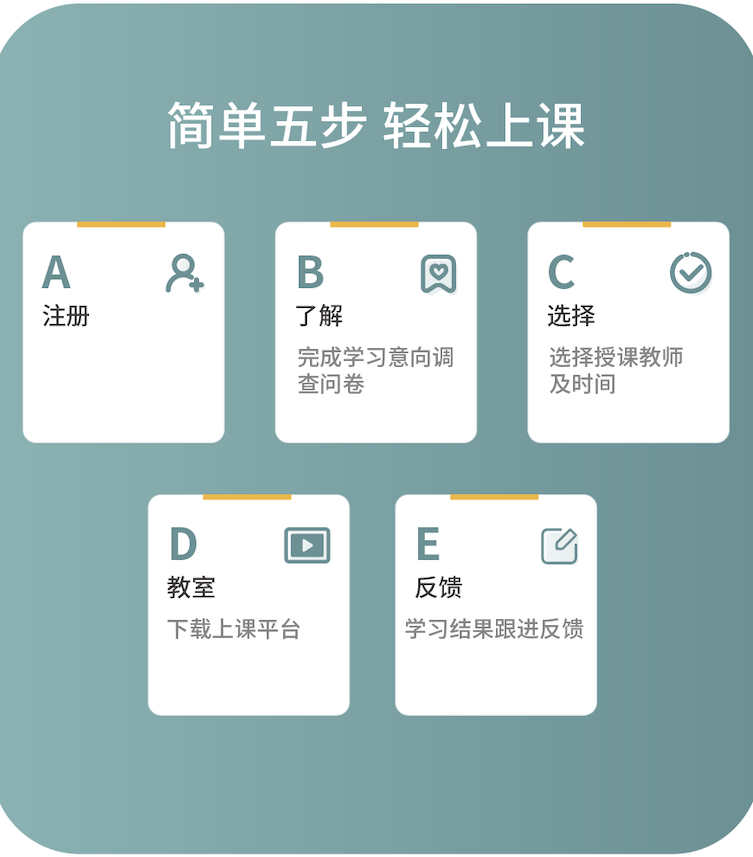 简单五步 轻松上课
A
注册
B
了解
完成学习意向调
查问卷
C
选择
选择授课教师
及时间
D
教室
下载上课平台
E
反馈
学习结果跟进反馈